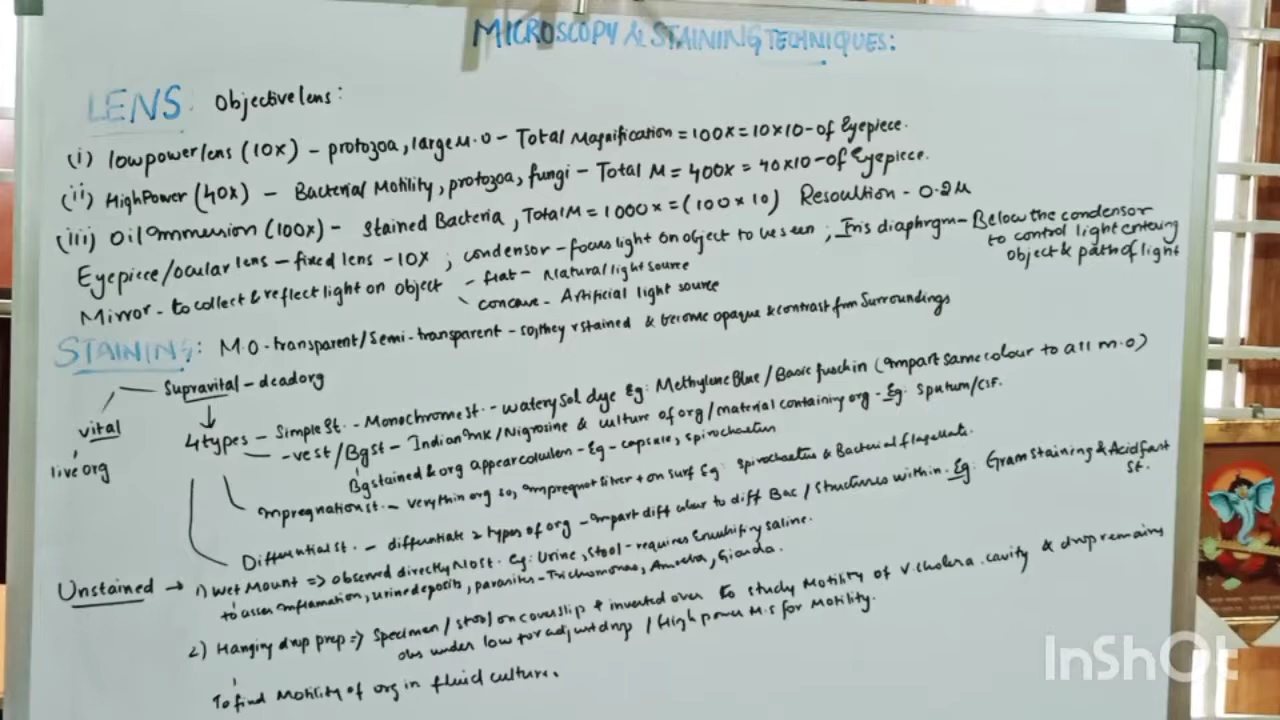 MICROSCOPY & STAINING TECHNIQUES:
LENS: Objective lens:
(i) low power lens (10x) - protozoa, large M.O - Total Magnification = 100x = 10x10 - of Eyepiece.
(ii) High Power (40x) - Bacterial Motility, protozoa, fungi - Total M = 400x = 40x10 - of Eyepiece.
(iii) Oil Immersion (100x) - Stained Bacteria, Total M = 1000x = (100x10) Resoultion - 0.2µ
Eyepiece/ocular lens - fixed lens - 10x ; condensor - focus light on object to be seen ; Iris diaphrgm - Below the condensor
to control light entering
object & path of light
Mirror - to collect & reflect light on object - flat - Natural light source
concave - Artificial light source
STAINING: M.O - transparent/Semi-transparent - so, they r stained & become opaque & contrast from Surroundings
Supravital - dead org
vital
live org
4 types - Simple St. - Monochrome st. - watery sol dye Eg: Methylene Blue / Basic fuschin (Impart same colour to all m.o)
-ve st / Bg st - Indian Ink / Nigrosine & culture of org / material containing org - Eg: Sputum/CSF.
Bg stained & org appear colourless - Eg - capsule, spirochaetes
Impregnation st. - very thin org so, impregnat silver on surf Eg: Spirochaetes & Bacterial flagellate.
Differential st. - differentiate 2 types of org - Impart diff colour to diff Bac / structures within. Eg: Gram staining & Acid fast
st.
Unstained → 1) Wet Mount => observed directly No st. Eg: Urine, stool - requires Emulsifing saline.
to asses inflamation, urine deposits, parasites - Trichomonas, Amoeba, Giardia.
2) Hanging drop prep => Specimen / stool on coverslip & inverted over cavity & drop remains
to study Motility of V.cholera.
obs under low for adjust drop / High power M.S for Motility.
To find Motility of org in fluid culture.
InShOt